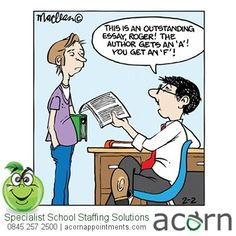 Maclean©
THIS IS AN OUTSTANDING
ESSAY, ROGER! THE
AUTHOR GETS AN 'A'!
YOU GET AN 'F'!
2-2
Specialist School Staffing Solutions
0845 257 2500 | acornappointments.com
acorn